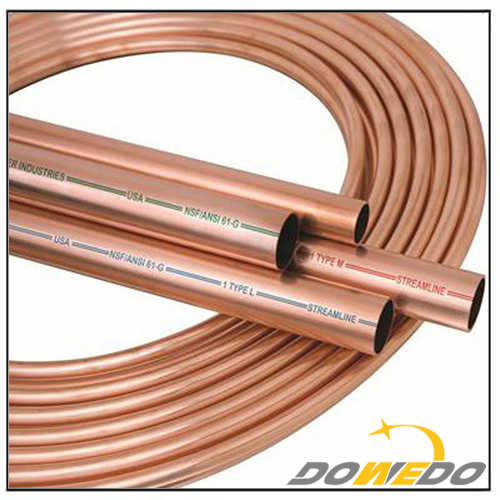 ER INDUSTRIES USA NSF/ANSI 61-G
1 TYPE M STREAMLINE
USA NSF/ANSI 61-G 1 TYPE L STREAMLINE
DOWEDO